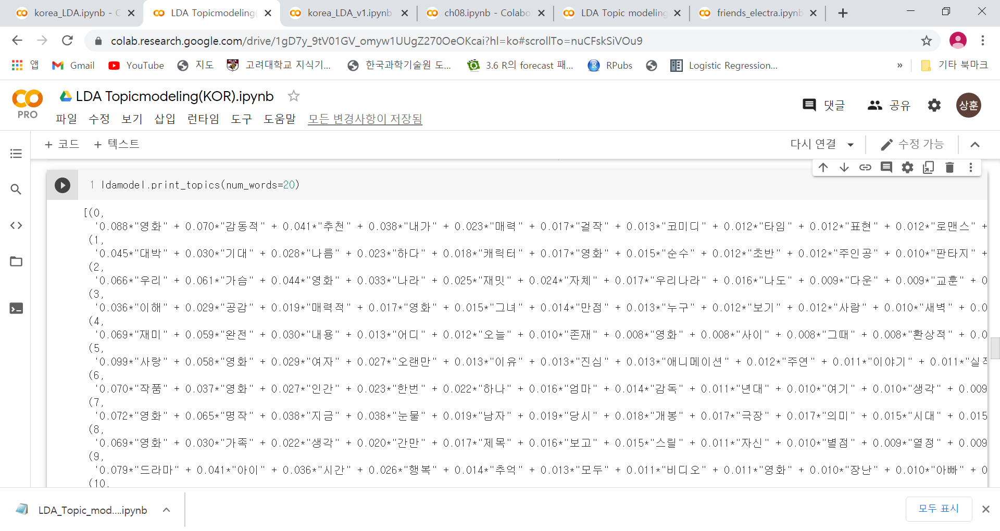 korea_LDA.ipynb - C
LDA Topicmodeling(
korea_LDA_v1.ipynb
ch08.ipynb - Colabo
LDA Topic modeling
friends_electra.ipynb
colab.research.google.com/drive/1gD7y_9tV01GV_omyw1UUgZ270OeOKcai?hl=ko#scrollTo=nuCFskSiVOu9
앱 Gmail YouTube 지도 고려대학교 지식기... 한국과학기술원 도... 3.6 R의 forecast 패... RPubs Logistic Regression... » 기타 북마크
LDA Topicmodeling(KOR).ipynb
PRO
댓글 공유 상훈
파일 수정 보기 삽입 런타임 도구 도움말 모든 변경사항이 저장됨
+ 코드 + 텍스트 다시 연결 수정 가능
1 ldamodel.print_topics(num_words=20)
[(0,
'0.088*"영화" + 0.070*"감동적" + 0.041*"추천" + 0.038*"내가" + 0.023*"매력" + 0.017*"걸작" + 0.013*"코미디" + 0.012*"타임" + 0.012*"표현" + 0.012*"로맨스" +
(1,
'0.045*"대박" + 0.030*"기대" + 0.028*"나름" + 0.023*"하다" + 0.018*"캐릭터" + 0.017*"영화" + 0.015*"순수" + 0.012*"초반" + 0.012*"주인공" + 0.010*"판타지" +
(2,
'0.066*"우리" + 0.061*"가슴" + 0.044*"영화" + 0.033*"나라" + 0.025*"재밋" + 0.024*"자체" + 0.017*"우리나라" + 0.016*"나도" + 0.009*"다운" + 0.009*"교훈" + 0
(3,
'0.036*"이해" + 0.029*"공감" + 0.019*"매력적" + 0.017*"영화" + 0.015*"그녀" + 0.014*"만점" + 0.013*"누구" + 0.012*"보기" + 0.012*"사람" + 0.010*"새벽" + 0.0
(4,
'0.069*"재미" + 0.059*"완전" + 0.030*"내용" + 0.013*"어디" + 0.012*"오늘" + 0.010*"존재" + 0.008*"영화" + 0.008*"사이" + 0.008*"그때" + 0.008*"환상적" + 0.0
(5,
'0.099*"사랑" + 0.058*"영화" + 0.029*"여자" + 0.027*"오랜만" + 0.013*"이유" + 0.013*"진심" + 0.013*"애니메이션" + 0.012*"주연" + 0.011*"이야기" + 0.011*"실
(6,
'0.070*"작품" + 0.037*"영화" + 0.027*"인간" + 0.023*"한번" + 0.022*"하나" + 0.016*"엄마" + 0.014*"감독" + 0.011*"년대" + 0.010*"여기" + 0.010*"생각" + 0.009
(7,
'0.072*"영화" + 0.065*"명작" + 0.038*"지금" + 0.038*"눈물" + 0.019*"남자" + 0.019*"당시" + 0.018*"개봉" + 0.017*"극장" + 0.017*"의미" + 0.015*"시대" + 0.015
(8,
'0.069*"영화" + 0.030*"가족" + 0.022*"생각" + 0.020*"간만" + 0.017*"제목" + 0.016*"보고" + 0.015*"스릴" + 0.011*"자신" + 0.010*"별점" + 0.009*"열정" + 0.009
(9,
'0.079*"드라마" + 0.041*"아이" + 0.036*"시간" + 0.026*"행복" + 0.014*"추억" + 0.013*"모두" + 0.011*"비디오" + 0.011*"영화" + 0.010*"장난" + 0.010*"아빠" + 0
(10,
LDA_Topic_mod....ipynb
모두 표시